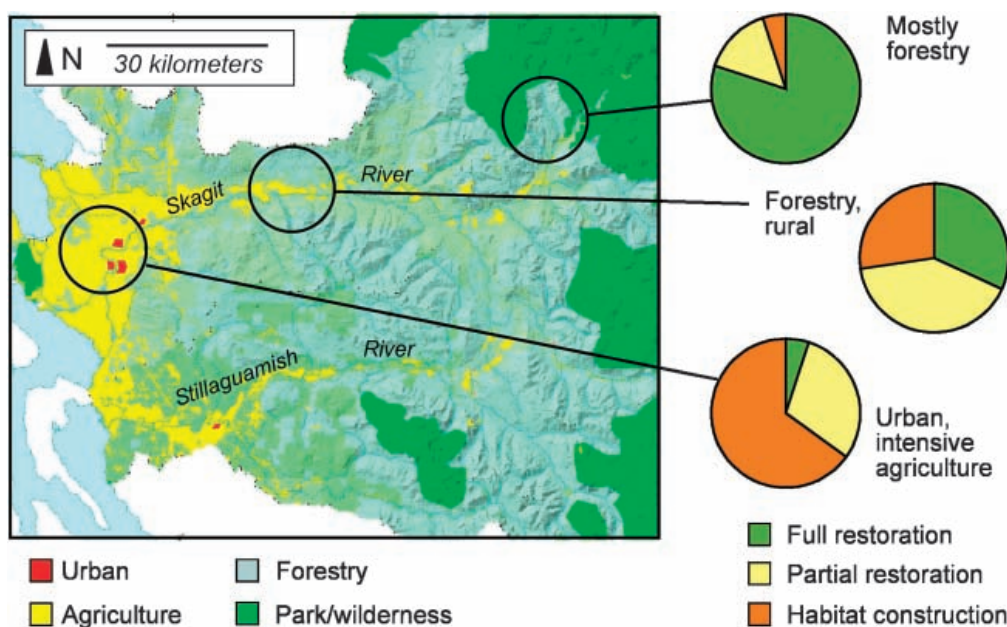 N
30 kilometers
Mostly
forestry
Skagit
River
Forestry,
rural
Stillaguamish
River
Urban,
intensive
agriculture
Urban
Forestry
Agriculture
Park/wilderness
Full restoration
Partial restoration
Habitat construction